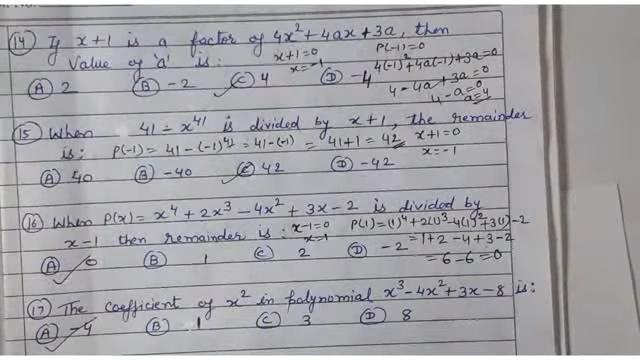 (14) If x+1 is a factor of 4x² + 4ax + 3a, then
value of 'a' is: x+1=0 P(-1)=0
x=-1 4(-1)²+4a(-1)+3a=0
(A) 2 (B) -2 (C) 4 (D) -4
4-4a+3a=0
4-a=0
a=4
(15) When 41 - x⁴¹ is divided by x+1, the remainder
is: P(-1) = 41-(-1)⁴¹ = 41-(-1) = 41+1 = 42 x+1=0
x=-1
(A) 40 (B) -40 (C) 42 (D) -42
(16) When P(x) = x⁴ + 2x³ - 4x² + 3x - 2 is divided by
x-1 then remainder is: x-1=0 P(1)=(1)⁴+2(1)³-4(1)²+3(1)-2
x=1
(A) 0 (B) 1 (C) 2 (D) -2 =1+2-4+3-2
=6-6=0
(17) The coefficient of x² in polynomial x³-4x²+3x-8 is:
(A) -4 (B) 1 (C) 3 (D) 8